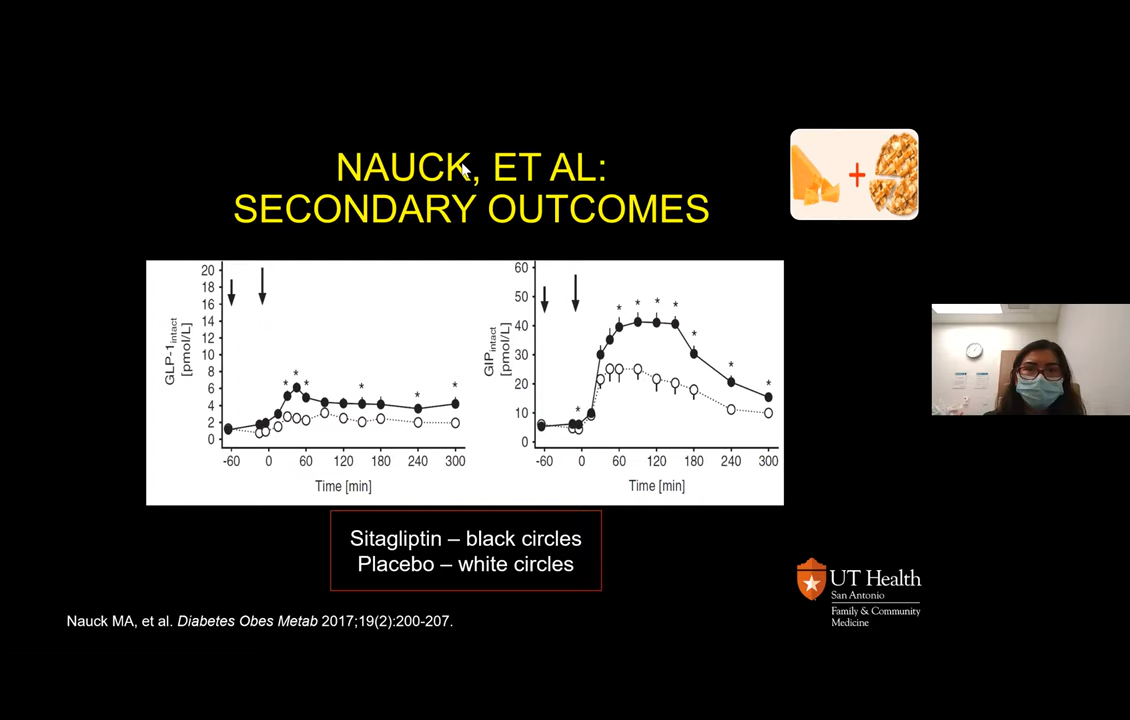 NAUCK, ET AL:
SECONDARY OUTCOMES
+
GLP-1intact
[pmol/L]
20
18
16
14
12
10
8
6
4
2
0
* * * * * *
-60 0 60 120 180 240 300
Time [min]
GIPintact
[pmol/L]
60
50
40
30
20
10
0
* * * * * * * *
-60 0 60 120 180 240 300
Time [min]
Sitagliptin – black circles
Placebo – white circles
UT Health
San Antonio
Family & Community
Medicine
Nauck MA, et al. Diabetes Obes Metab 2017;19(2):200-207.